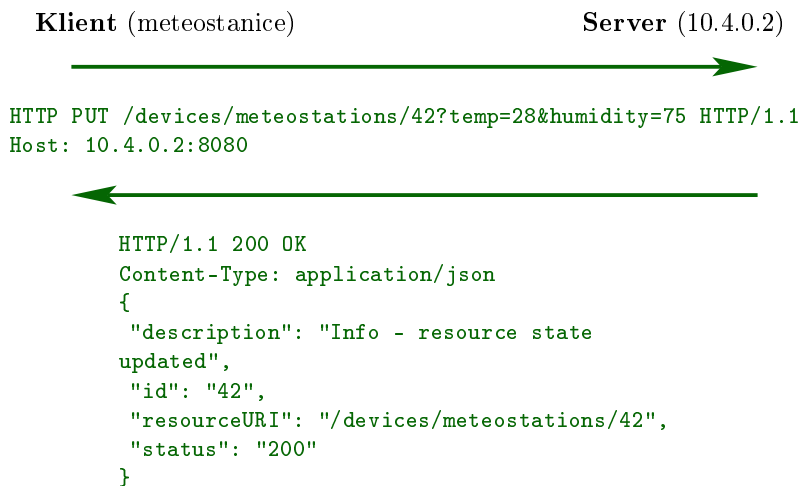 Klient (meteostanice) Server (10.4.0.2)
HTTP PUT /devices/meteostations/42?temp=28&humidity=75 HTTP/1.1
Host: 10.4.0.2:8080
HTTP/1.1 200 OK
Content-Type: application/json
{
"description": "Info - resource state
updated",
"id": "42",
"resourceURI": "/devices/meteostations/42",
"status": "200"
}